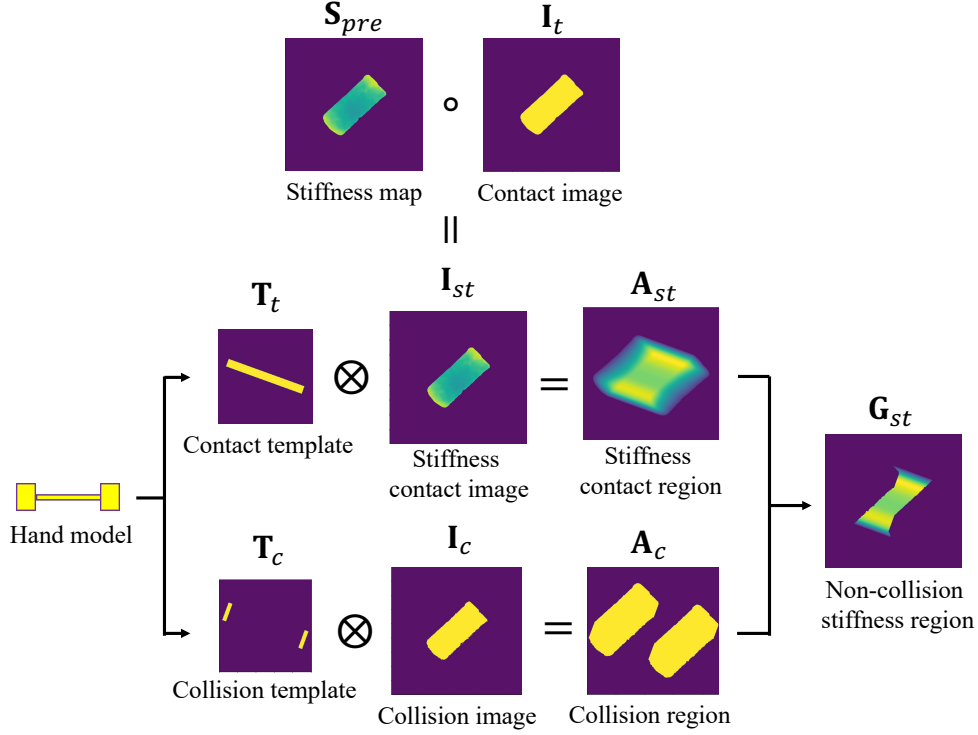 S_pre
I_t
∘
Stiffness map
Contact image
||
T_t
I_st
A_st
⊗
=
Contact template
Stiffness
contact image
Stiffness
contact region
G_st
Hand model
Non-collision
stiffness region
T_c
I_c
A_c
⊗
=
Collision template
Collision image
Collision region